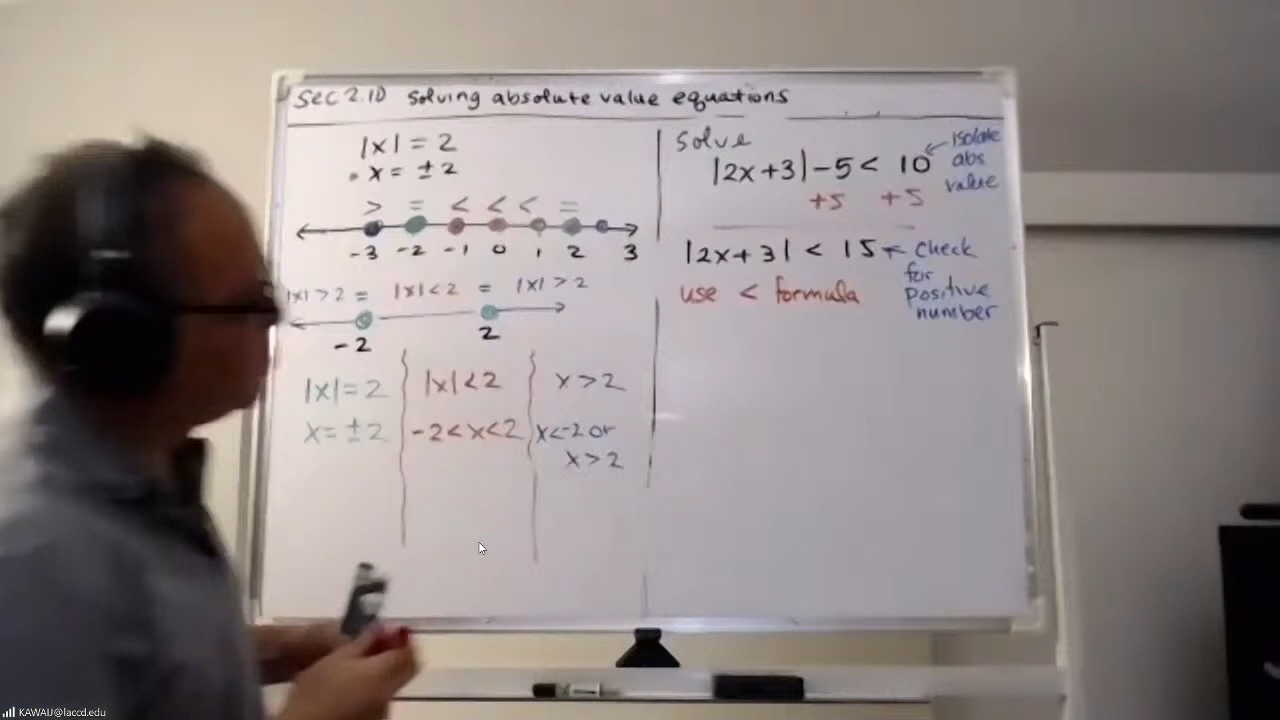 Sec 2.10 Solving absolute value equations
|x| = 2
x = ±2
> = < < < =
-3 -2 -1 0 1 2 3
|x| > 2 = |x| < 2 = |x| > 2
-2 2
|x| = 2
x = ±2
|x| < 2
-2 < x < 2
x > 2
x < -2 or
x > 2
Solve
|2x+3| - 5 < 10
+5 +5
isolate
abs
value
|2x+3| < 15
check
for
positive
number
use < formula
KAWAIJ@laccd.edu